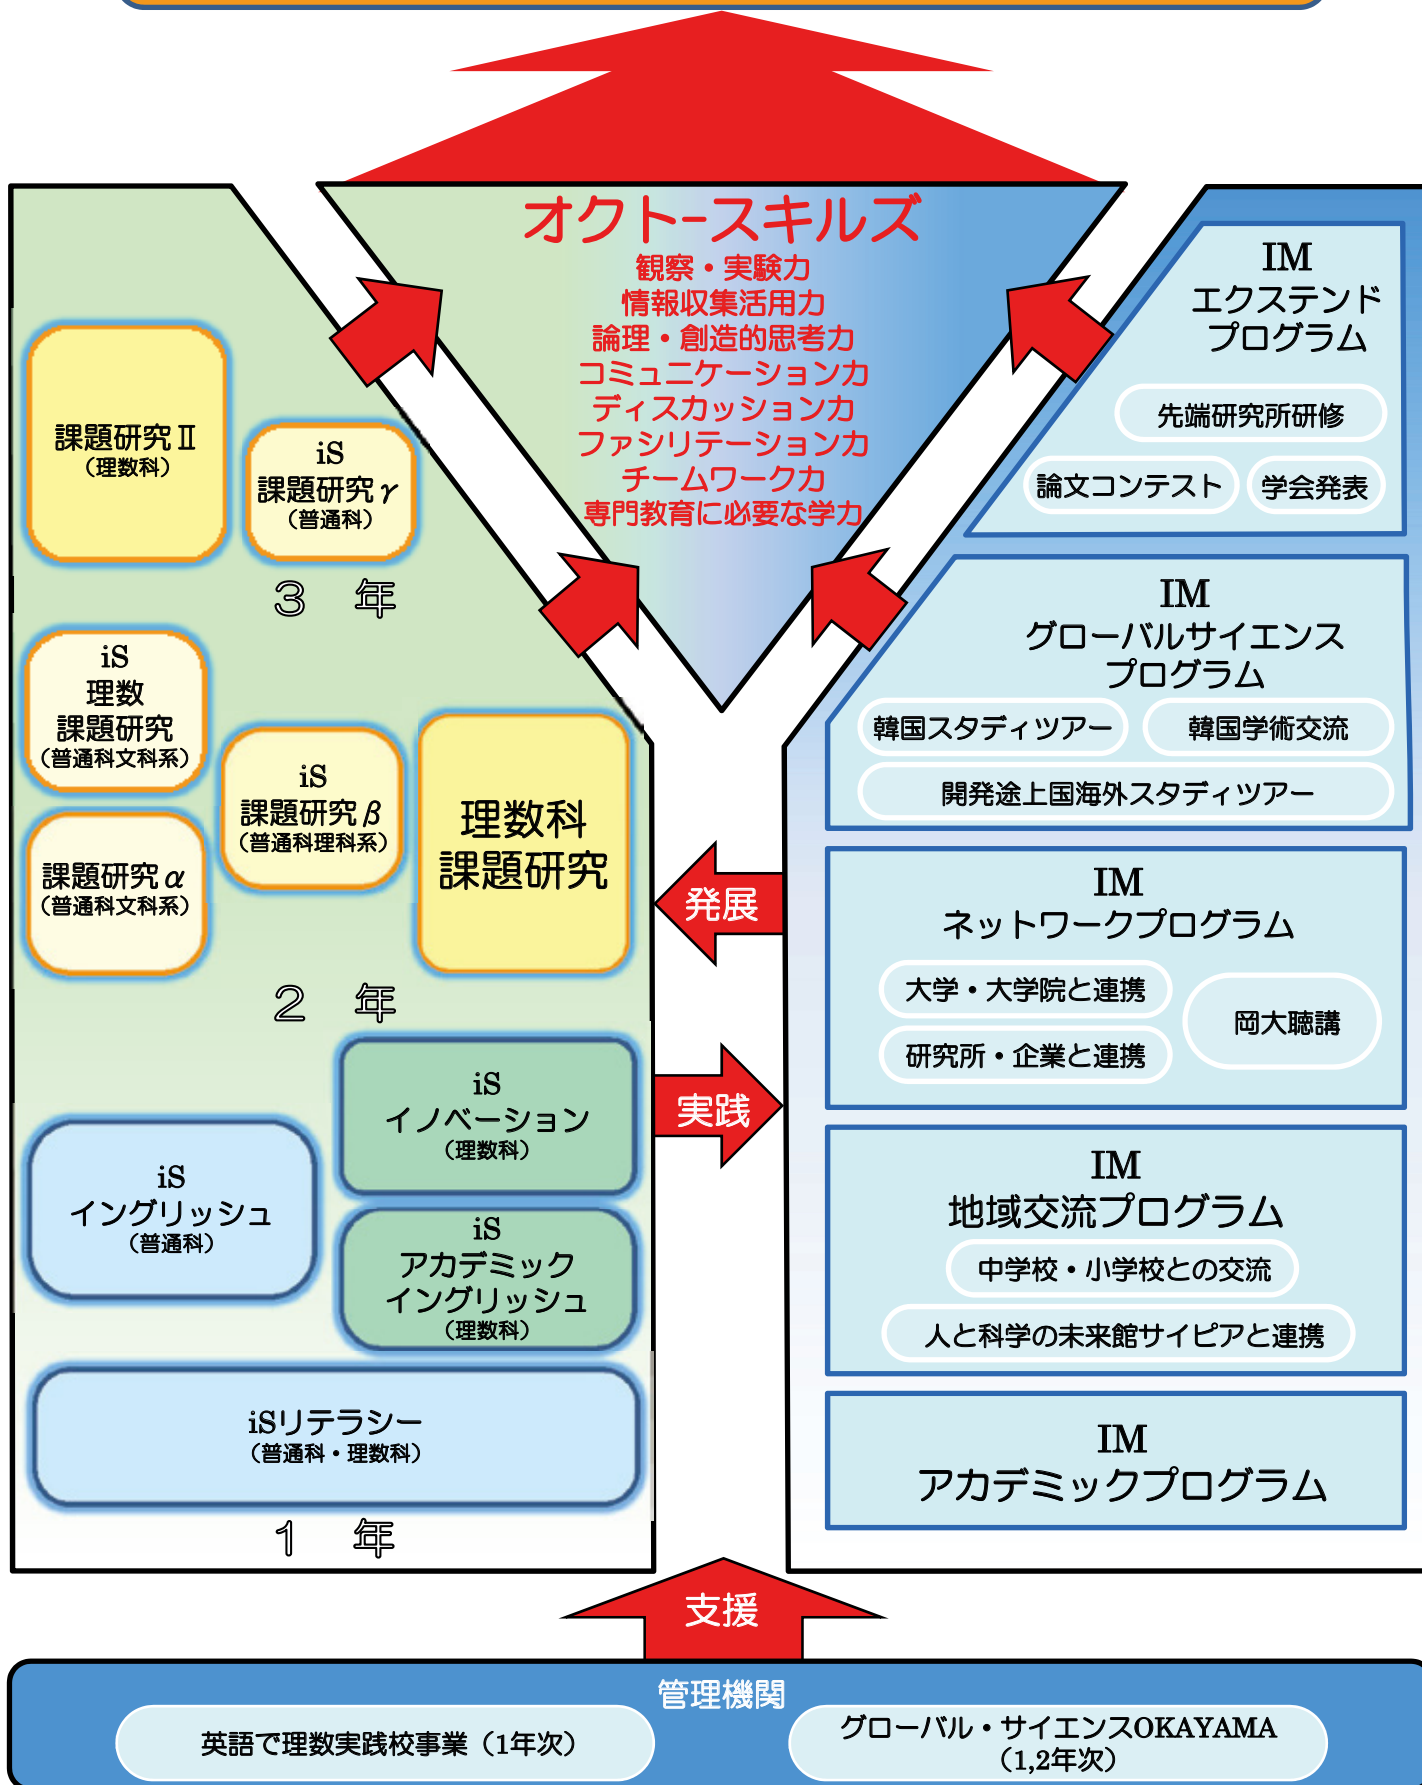 オクトースキルズ
観察・実験力
情報収集活用力
論理・創造的思考力
コミュニケーション力
ディスカッション力
ファシリテーション力
チームワーク力
専門教育に必要な学力
課題研究Ⅱ
（理数科）
iS
課題研究γ
（普通科）
３　年
iS
理数
課題研究
（普通科文科系）
課題研究α
（普通科文科系）
iS
課題研究β
（普通科理科系）
理数科
課題研究
２　年
iS
イノベーション
（理数科）
iS
イングリッシュ
（普通科）
iS
アカデミック
イングリッシュ
（理数科）
iSリテラシー
（普通科・理数科）
１　年
発展
実践
IM
エクステンド
プログラム
先端研究所研修
論文コンテスト
学会発表
IM
グローバルサイエンス
プログラム
韓国スタディツアー
韓国学術交流
開発途上国海外スタディツアー
IM
ネットワークプログラム
大学・大学院と連携
岡大聴講
研究所・企業と連携
IM
地域交流プログラム
中学校・小学校との交流
人と科学の未来館サイピアと連携
IM
アカデミックプログラム
支援
管理機関
英語で理数実践校事業（1年次）
グローバル・サイエンスOKAYAMA
（1,2年次）